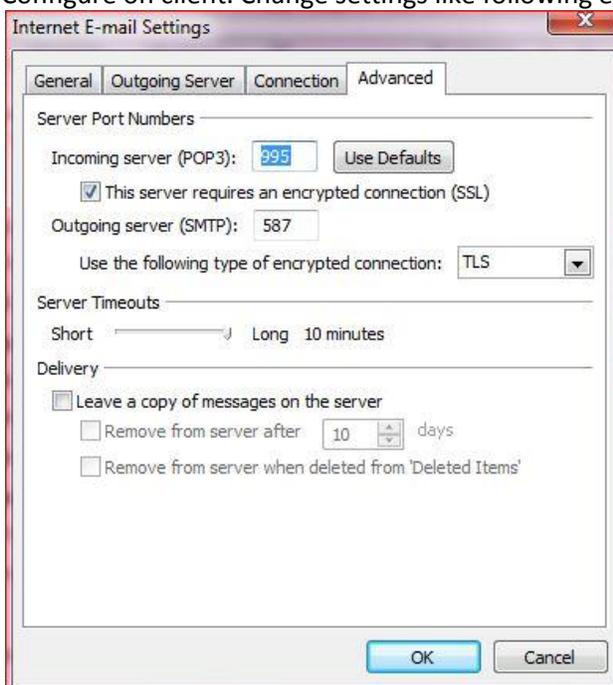 Configure on client. Change settings like following e
Internet E-mail Settings
General Outgoing Server Connection Advanced
Server Port Numbers
Incoming server (POP3): 995 Use Defaults
This server requires an encrypted connection (SSL)
Outgoing server (SMTP): 587
Use the following type of encrypted connection: TLS
Server Timeouts
Short Long 10 minutes
Delivery
Leave a copy of messages on the server
Remove from server after 10 days
Remove from server when deleted from 'Deleted Items'
OK Cancel